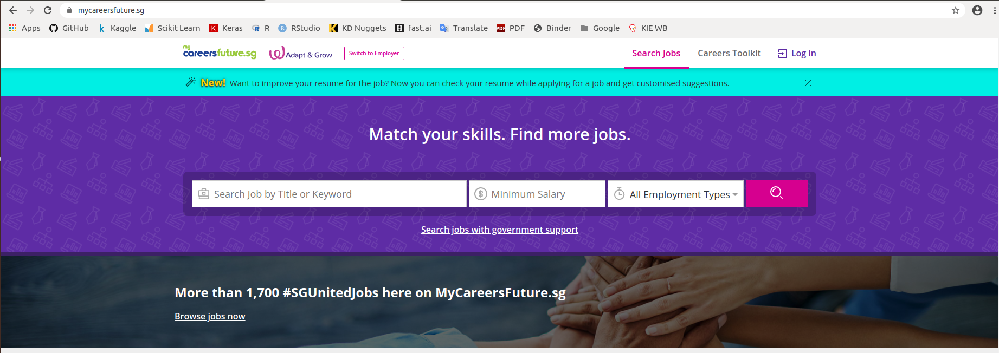 mycareersfuture.sg
Apps GitHub k Kaggle Scikit Learn K Keras R R R RStudio K KD Nuggets H fast.ai G Translate PDF PDF Binder Google KIE WB
my
careersfuture.sg Adapt & Grow Switch to Employer Search Jobs Careers Toolkit Log in
New! Want to improve your resume for the job? Now you can check your resume while applying for a job and get customised suggestions.
Match your skills. Find more jobs.
Search Job by Title or Keyword $ Minimum Salary All Employment Types
Search jobs with government support
More than 1,700 #SGUnitedJobs here on MyCareersFuture.sg
Browse jobs now